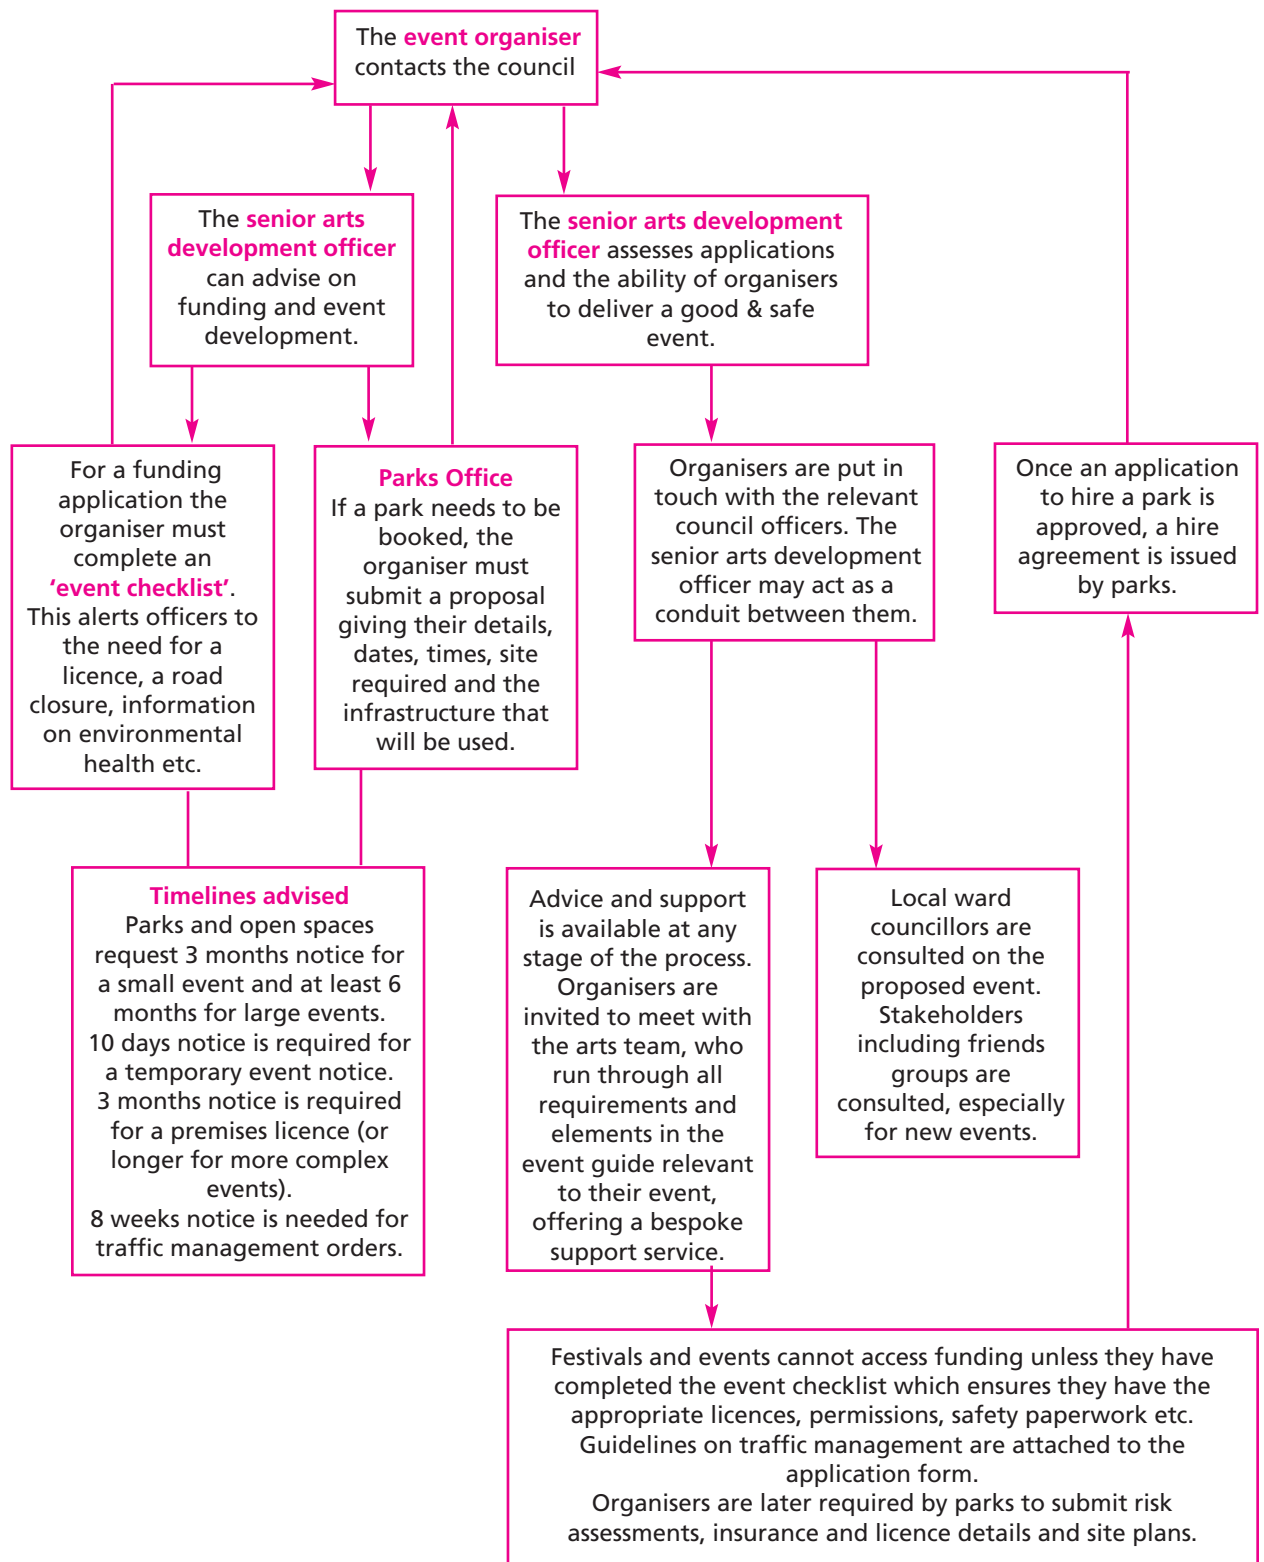 The event organiser
contacts the council
The senior arts
development officer
can advise on
funding and event
development.
The senior arts development
officer assesses applications
and the ability of organisers
to deliver a good & safe
event.
For a funding
application the
organiser must
complete an
‘event checklist’.
This alerts officers to
the need for a
licence, a road
closure, information
on environmental
health etc.
Parks Office
If a park needs to be
booked, the
organiser must
submit a proposal
giving their details,
dates, times, site
required and the
infrastructure that
will be used.
Organisers are put in
touch with the relevant
council officers. The
senior arts development
officer may act as a
conduit between them.
Once an application
to hire a park is
approved, a hire
agreement is issued
by parks.
Timelines advised
Parks and open spaces
request 3 months notice for
a small event and at least 6
months for large events.
10 days notice is required for
a temporary event notice.
3 months notice is required
for a premises licence (or
longer for more complex
events).
8 weeks notice is needed for
traffic management orders.
Advice and support
is available at any
stage of the process.
Organisers are
invited to meet with
the arts team, who
run through all
requirements and
elements in the
event guide relevant
to their event,
offering a bespoke
support service.
Local ward
councillors are
consulted on the
proposed event.
Stakeholders
including friends
groups are
consulted, especially
for new events.
Festivals and events cannot access funding unless they have
completed the event checklist which ensures they have the
appropriate licences, permissions, safety paperwork etc.
Guidelines on traffic management are attached to the
application form.
Organisers are later required by parks to submit risk
assessments, insurance and licence details and site plans.